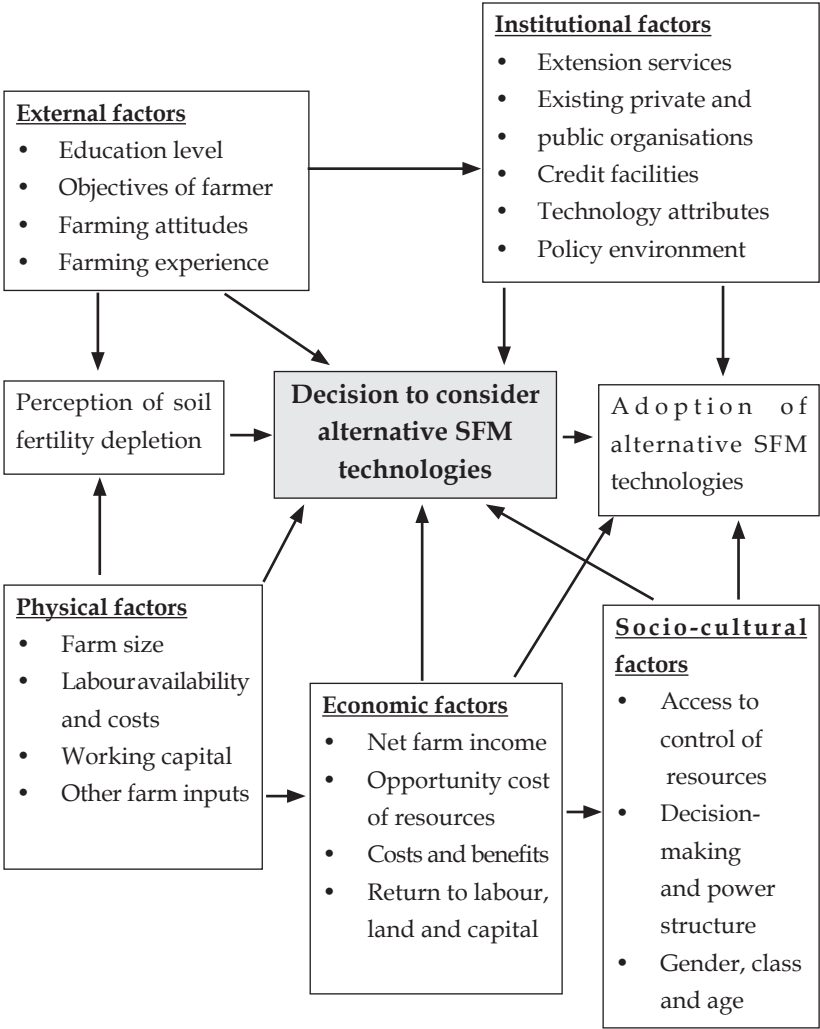 Institutional factors
• Extension services
• Existing private and
• public organisations
• Credit facilities
• Technology attributes
• Policy environment
External factors
• Education level
• Objectives of farmer
• Farming attitudes
• Farming experience
Perception of soil
fertility depletion
Decision to consider
alternative SFM
technologies
Adoption of
alternative SFM
technologies
Physical factors
• Farm size
• Labour availability
and costs
• Working capital
• Other farm inputs
Economic factors
• Net farm income
• Opportunity cost
of resources
• Costs and benefits
• Return to labour,
land and capital
Socio-cultural
factors
• Access to
control of
resources
• Decision-
making
and power
structure
• Gender, class
and age